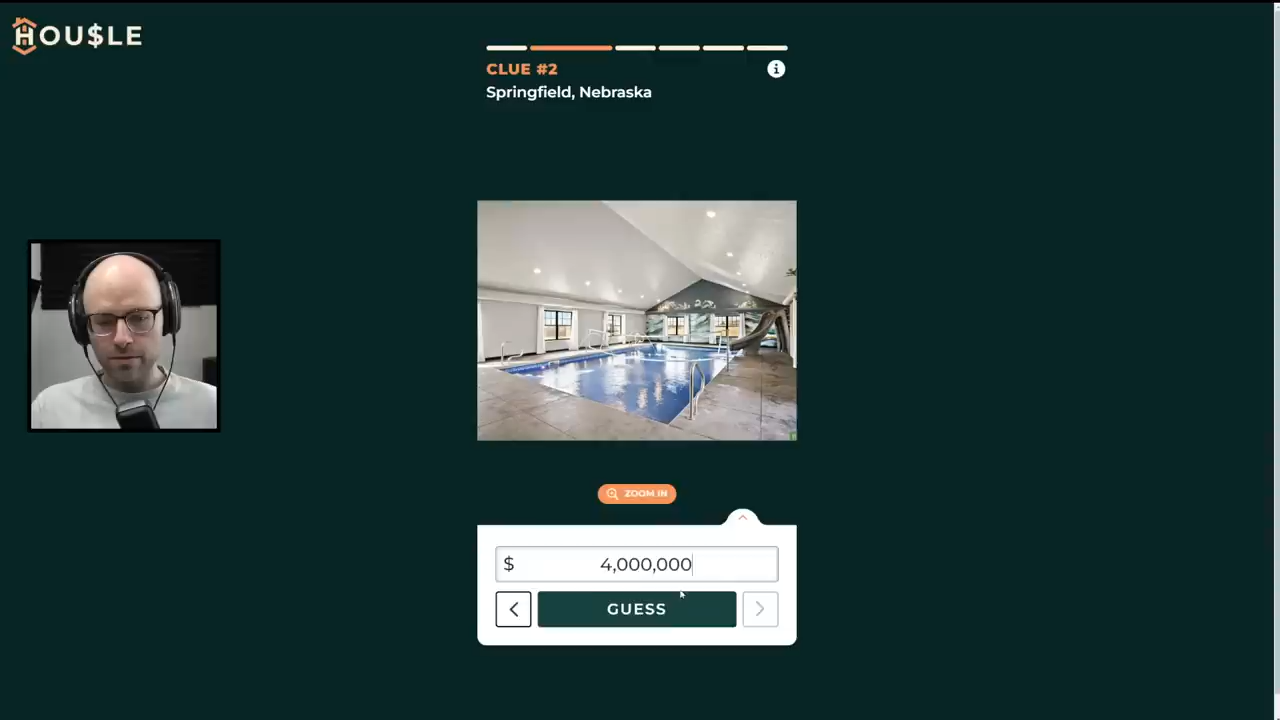 HOU$LE
CLUE #2
Springfield, Nebraska
ZOOM IN
$ 4,000,000
GUESS